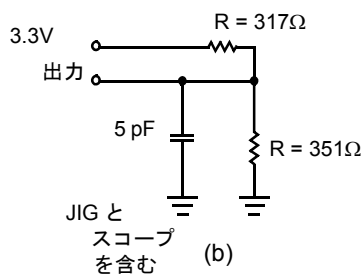 R = 317Ω
3.3V
出力
5 pF
R = 351Ω
JIG と
スコープ
を含む
(b)